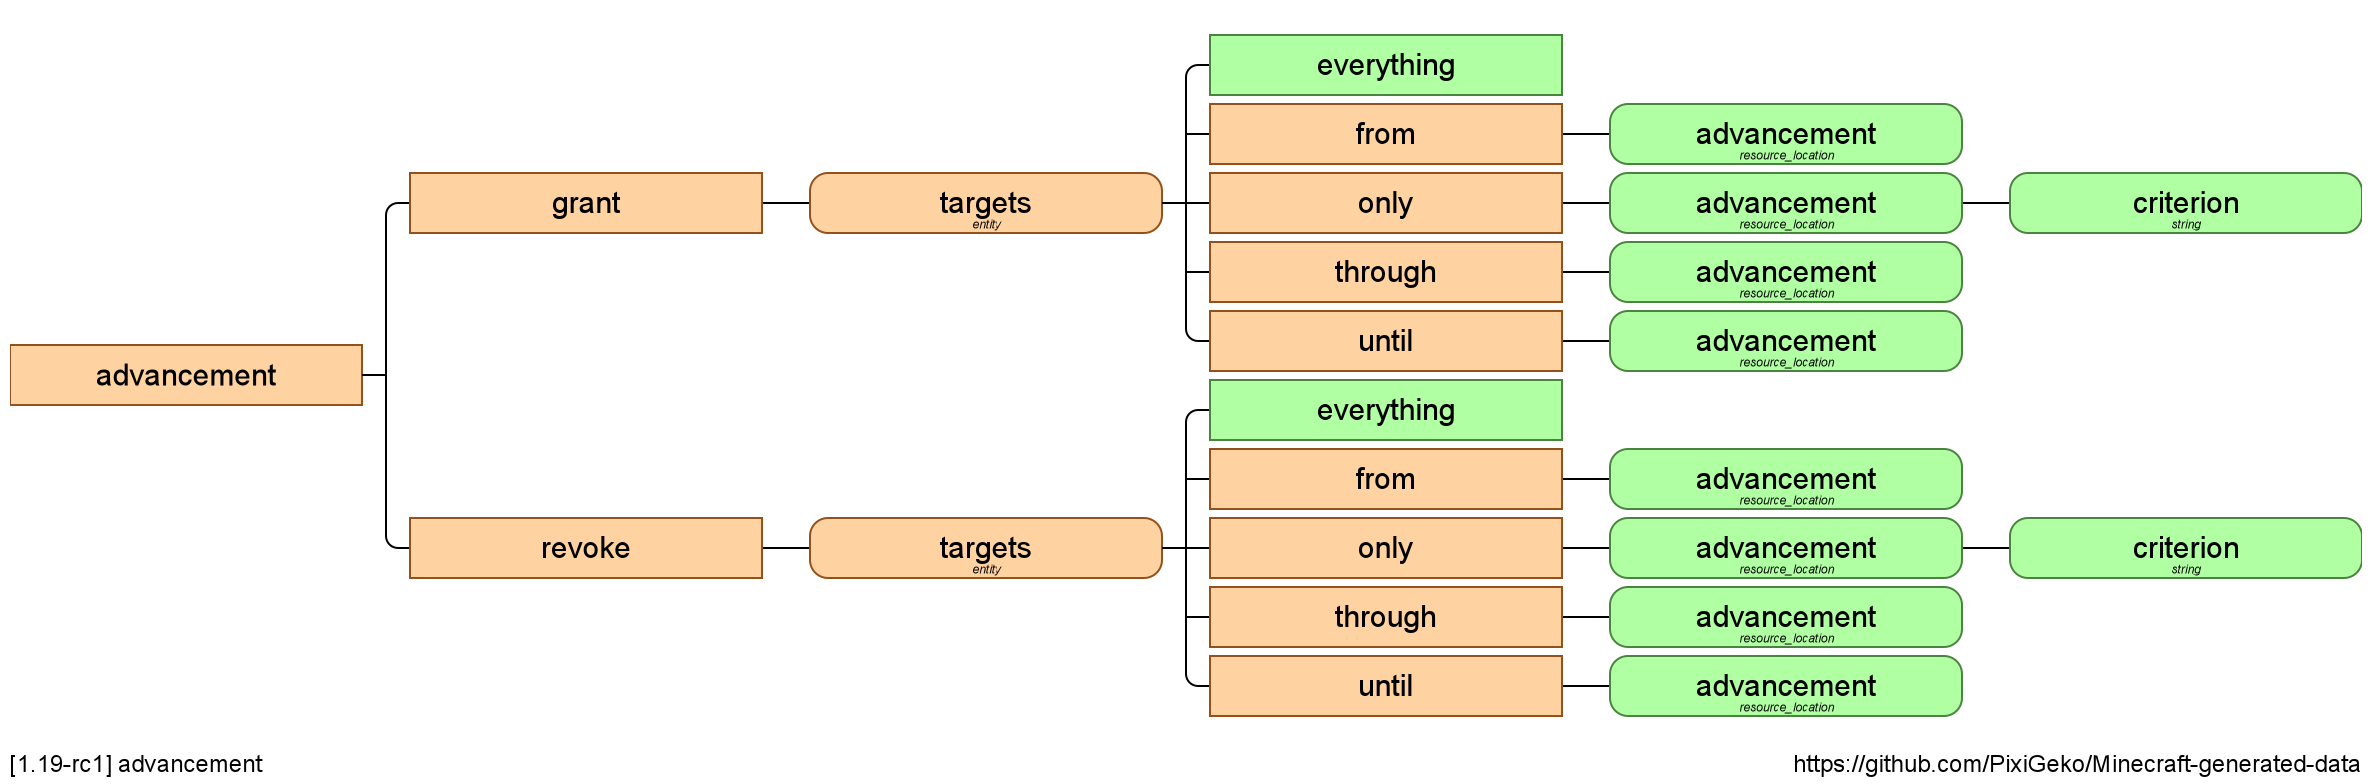 everything
from
advancement
resource_location
grant
targets
entity
only
advancement
resource_location
criterion
string
through
advancement
resource_location
until
advancement
resource_location
advancement
everything
from
advancement
resource_location
revoke
targets
entity
only
advancement
resource_location
criterion
string
through
advancement
resource_location
until
advancement
resource_location
[1.19-rc1] advancement
https://github.com/PixiGeko/Minecraft-generated-data